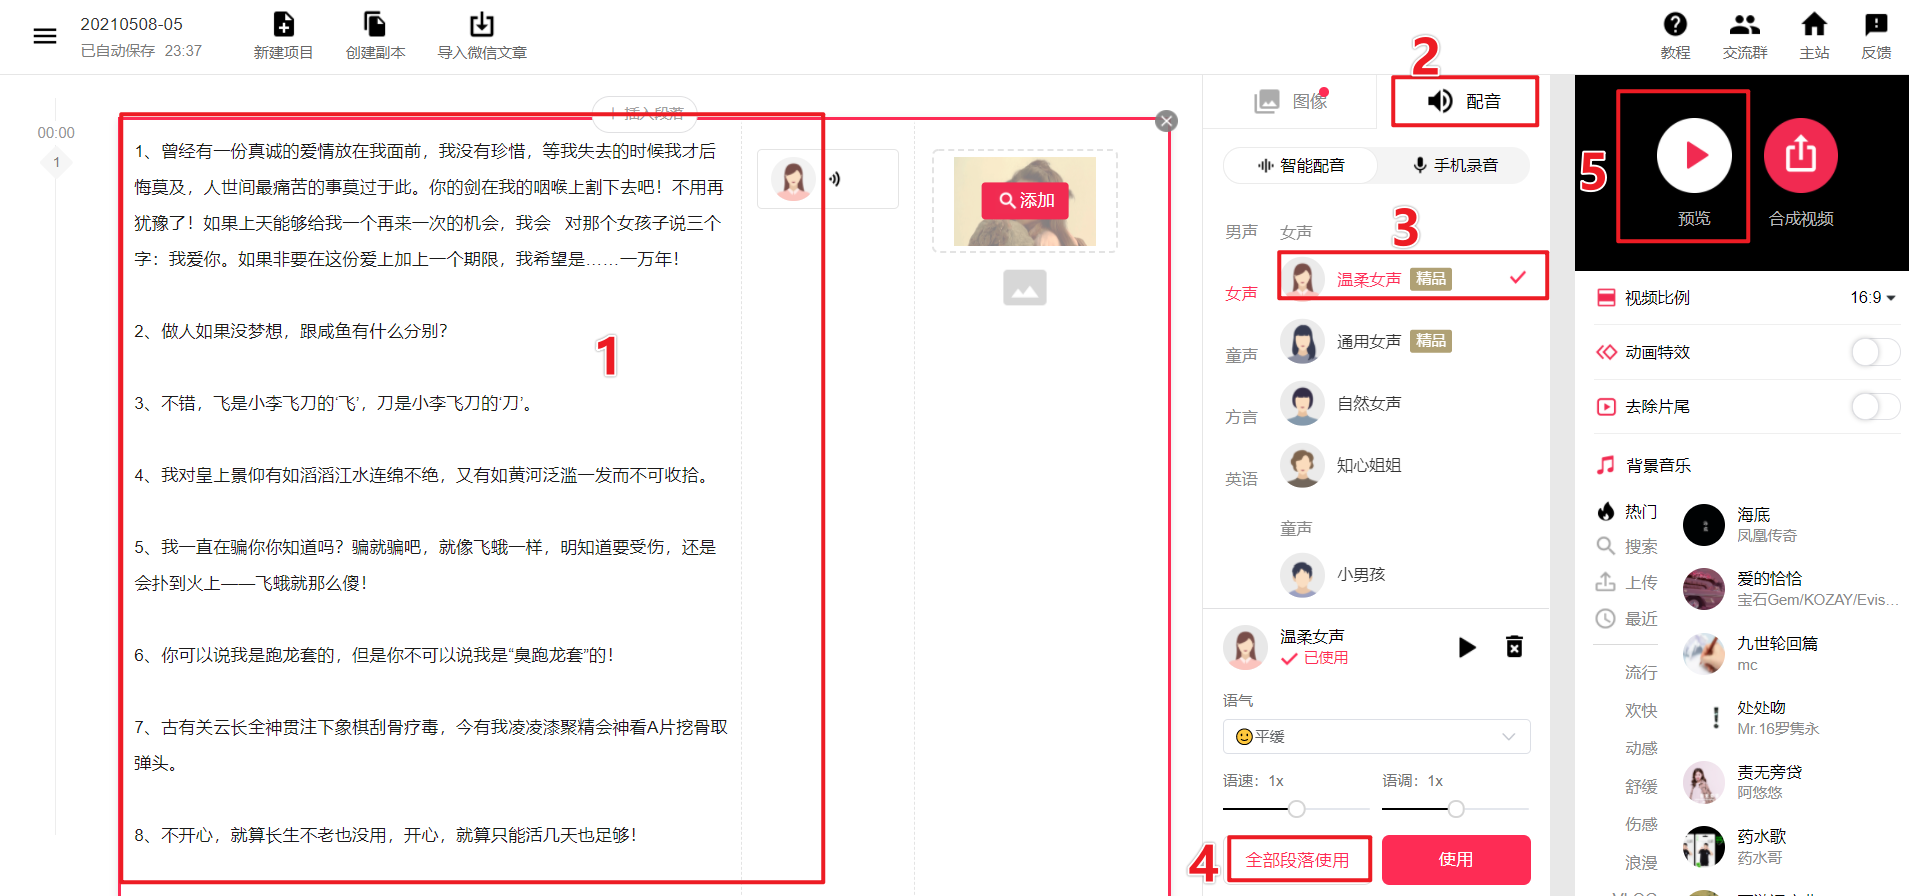 20210508-05
已自动保存 23:37
新建项目
创建副本
导入微信文章
教程
交流群
主站
反馈
00:00
1
插入段落
1、曾经有一份真诚的爱情放在我面前，我没有珍惜，等我失去的时候我才后
悔莫及，人世间最痛苦的事莫过于此。你的剑在我的咽喉上割下去吧！不用再
犹豫了！如果上天能够给我一个再来一次的机会，我会 对那个女孩子说三个
字：我爱你。如果非要在这份爱上加上一个期限，我希望是……一万年！
2、做人如果没梦想，跟咸鱼有什么分别？
3、不错，飞是小李飞刀的‘飞’，刀是小李飞刀的‘刀’。
4、我对皇上景仰有如滔滔江水连绵不绝，又有如黄河泛滥一发而不可收拾。
5、我一直在骗你你知道吗？骗就骗吧，就像飞蛾一样，明知道要受伤，还是
会扑到火上——飞蛾就那么傻！
6、你可以说我是跑龙套的，但是你不可以说我是“臭跑龙套”的！
7、古有关云长全神贯注下象棋刮骨疗毒，今有我凌凌漆聚精会神看A片挖骨取
弹头。
8、不开心，就算长生不老也没用，开心，就算只能活几天也足够！
1
添加
图像
2
配音
智能配音
手机录音
男声
女声
童声
方言
英语
女声
3
温柔女声 精品
通用女声 精品
自然女声
知心姐姐
童声
小男孩
温柔女声
已使用
语气
平缓
语速：1x
语调：1x
4
全部段落使用
使用
5
预览
合成视频
视频比例
16:9
动画特效
去除片尾
背景音乐
热门
搜索
上传
最近
流行
欢快
动感
舒缓
伤感
浪漫
海底
凤凰传奇
爱的恰恰
宝石Gem/KOZAY/Evis...
九世轮回篇
mc
处处吻
Mr.16罗隽永
责无旁贷
阿悠悠
药水歌
药水哥